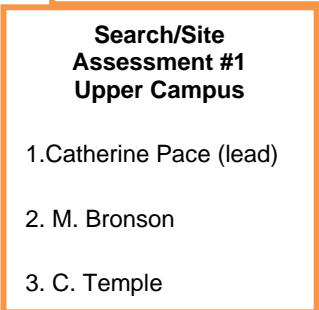 Search/Site
Assessment #1
Upper Campus
1.Catherine Pace (lead)
2. M. Bronson
3. C. Temple